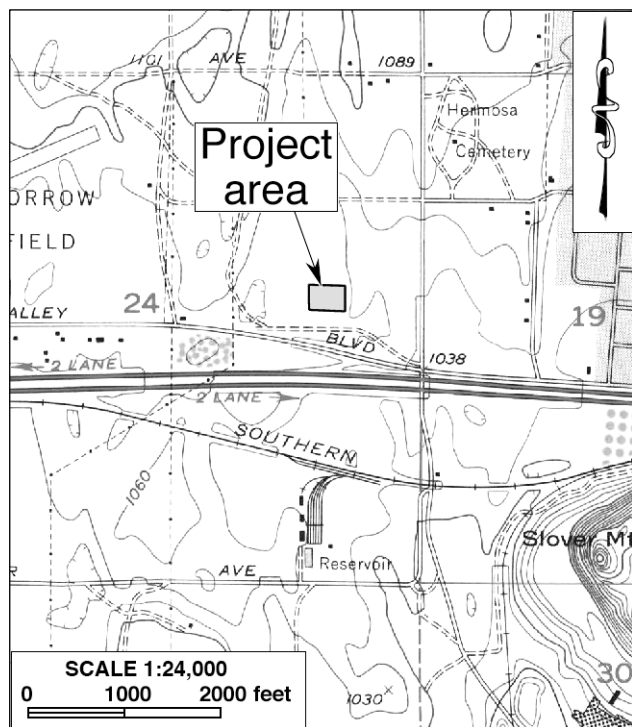 1101 AVE 1089
Hermosa
Cemetery
Project
area
ORROW
FIELD
24
19
ALLEY
BLVD
1038
2 LANE
2 LANE
SOUTHERN
1060
Slover Mt
Reservoir
R AVE
SCALE 1:24,000
0 1000 2000 feet
1030
30